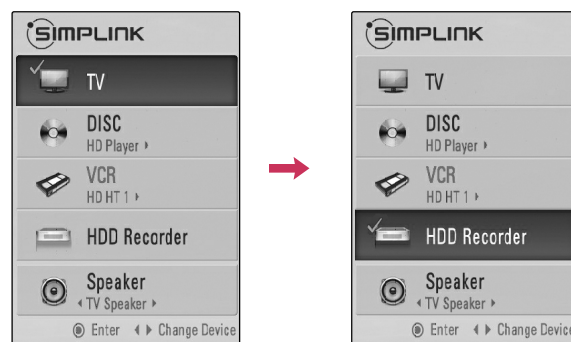 SIMPLINK
TV
DISC
HD Player
VCR
HD HT 1
HDD Recorder
Speaker
TV Speaker
Enter Change Device
SIMPLINK
TV
DISC
HD Player
VCR
HD HT 1
HDD Recorder
Speaker
TV Speaker
Enter Change Device